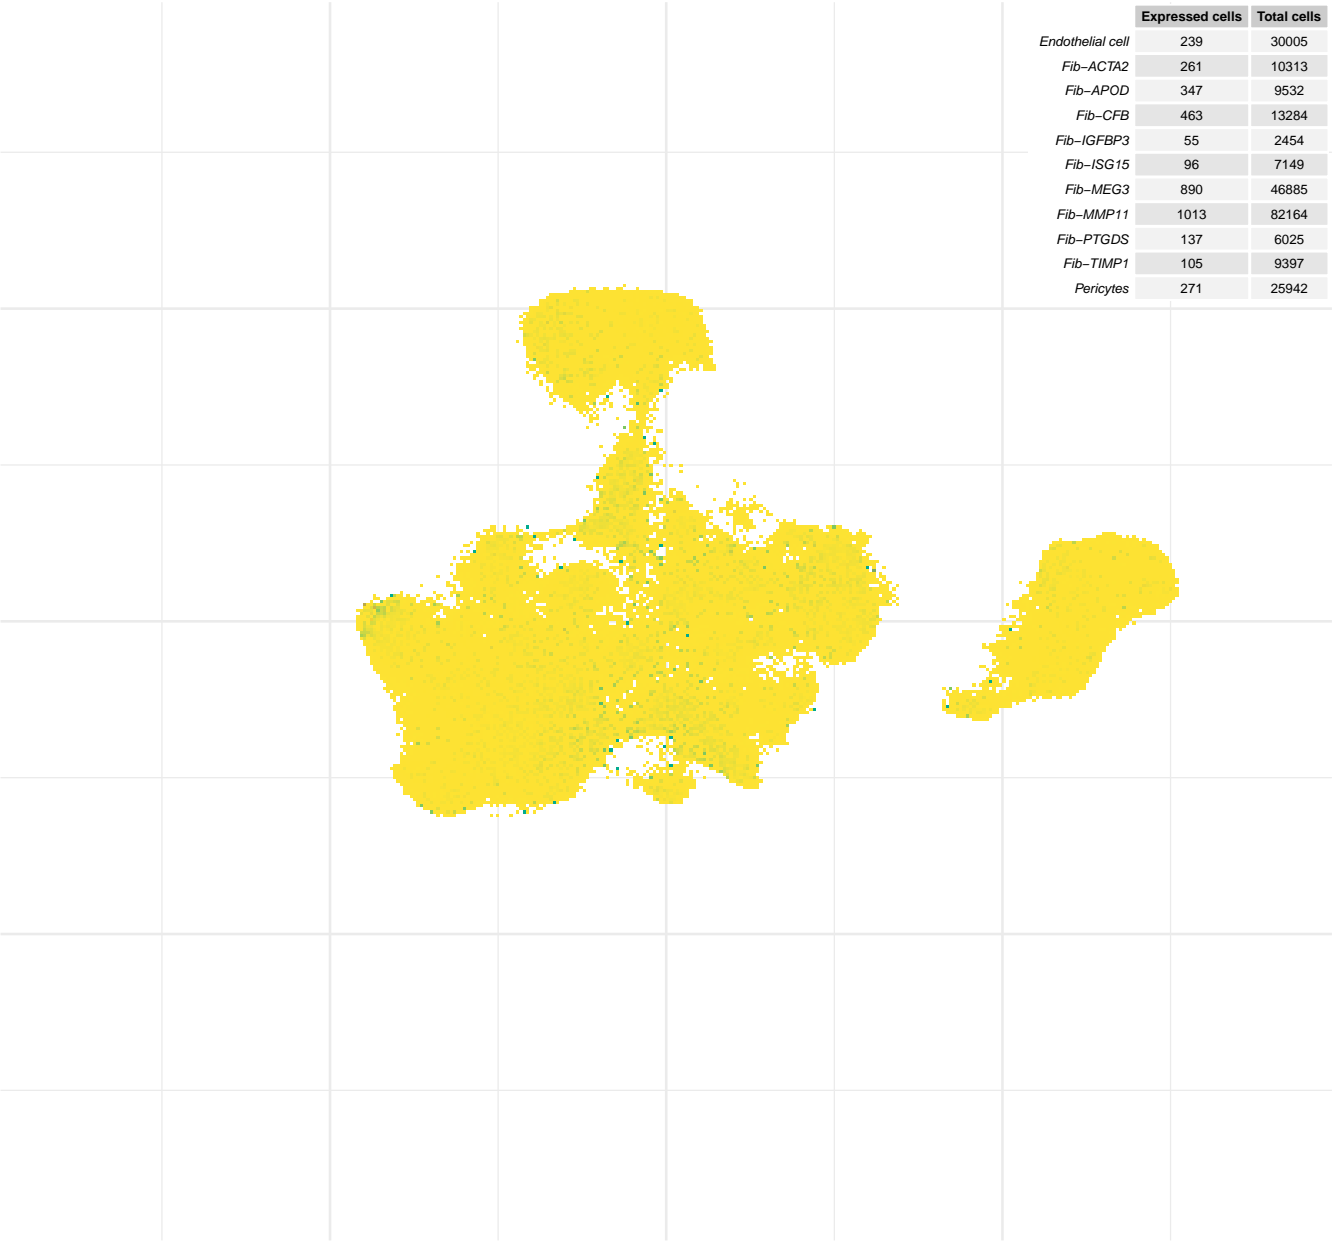 Expressed cells Total cells
Endothelial cell 239 30005
Fib−ACTA2 261 10313
Fib−APOD 347 9532
Fib−CFB 463 13284
Fib−IGFBP3 55 2454
Fib−ISG15 96 7149
Fib−MEG3 890 46885
Fib−MMP11 1013 82164
Fib−PTGDS 137 6025
Fib−TIMP1 105 9397
Pericytes 271 25942